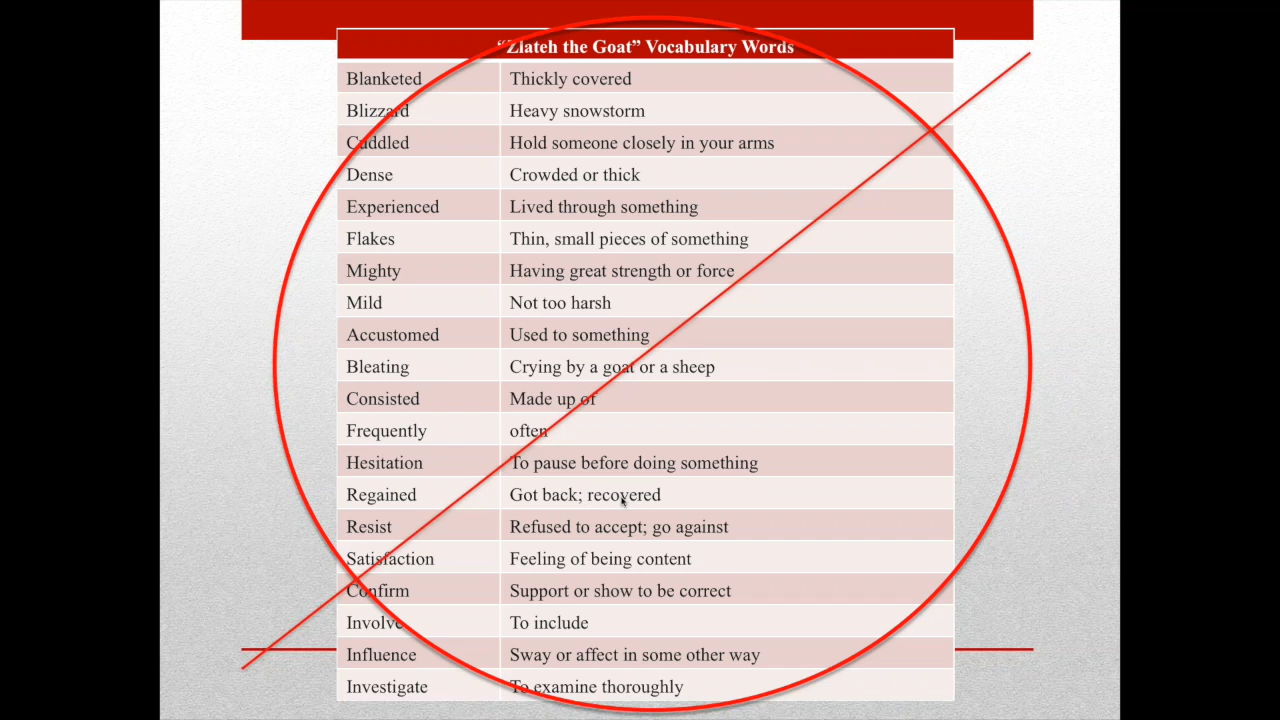 “Zlateh the Goat” Vocabulary Words
Blanketed Thickly covered
Blizzard Heavy snowstorm
Cuddled Hold someone closely in your arms
Dense Crowded or thick
Experienced Lived through something
Flakes Thin, small pieces of something
Mighty Having great strength or force
Mild Not too harsh
Accustomed Used to something
Bleating Crying by a goat or a sheep
Consisted Made up of
Frequently often
Hesitation To pause before doing something
Regained Got back; recovered
Resist Refused to accept; go against
Satisfaction Feeling of being content
Confirm Support or show to be correct
Involve To include
Influence Sway or affect in some other way
Investigate To examine thoroughly